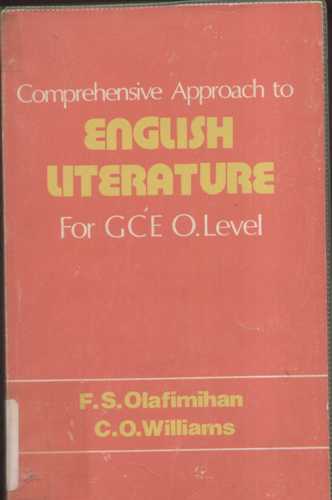 Comprehensive Approach to
ENGLISH
LITERATURE
For GCE O.Level
F.S.Olafimihan
C.O.Williams